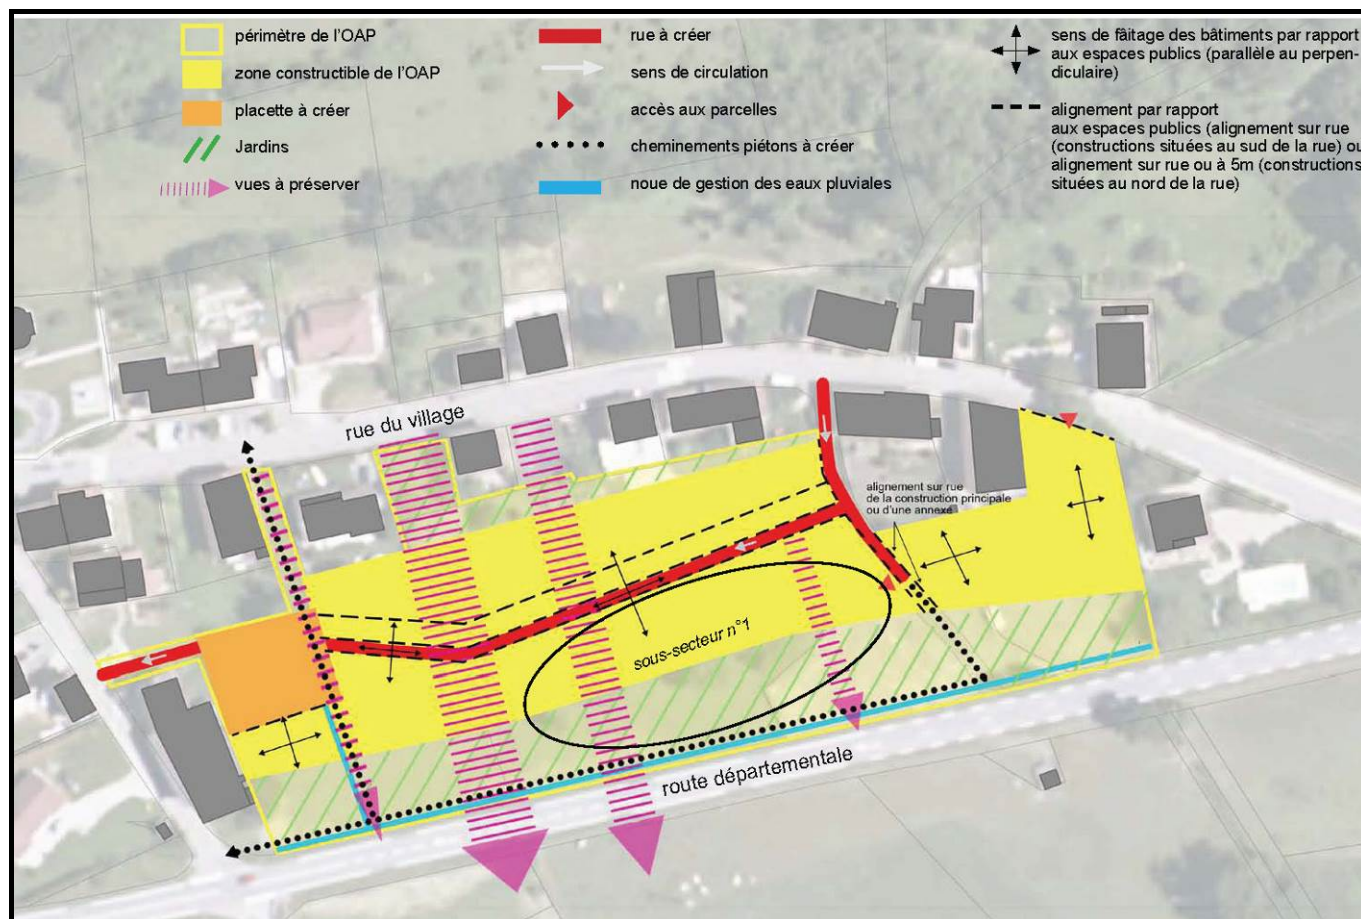 périmètre de l'OAP
zone constructible de l'OAP
placette à créer
Jardins
vues à préserver
rue à créer
sens de circulation
accès aux parcelles
cheminements piétons à créer
noue de gestion des eaux pluviales
sens de fâitage des bâtiments par rapport
aux espaces publics (parallèle au perpen-
diculaire)
alignement par rapport
aux espaces publics (alignement sur rue
(constructions situées au sud de la rue) ou
alignement sur rue ou à 5m (constructions
situées au nord de la rue)
rue du village
alignement sur rue
de la construction principale
ou d'une annexé
sous-secteur n°1
route départementale